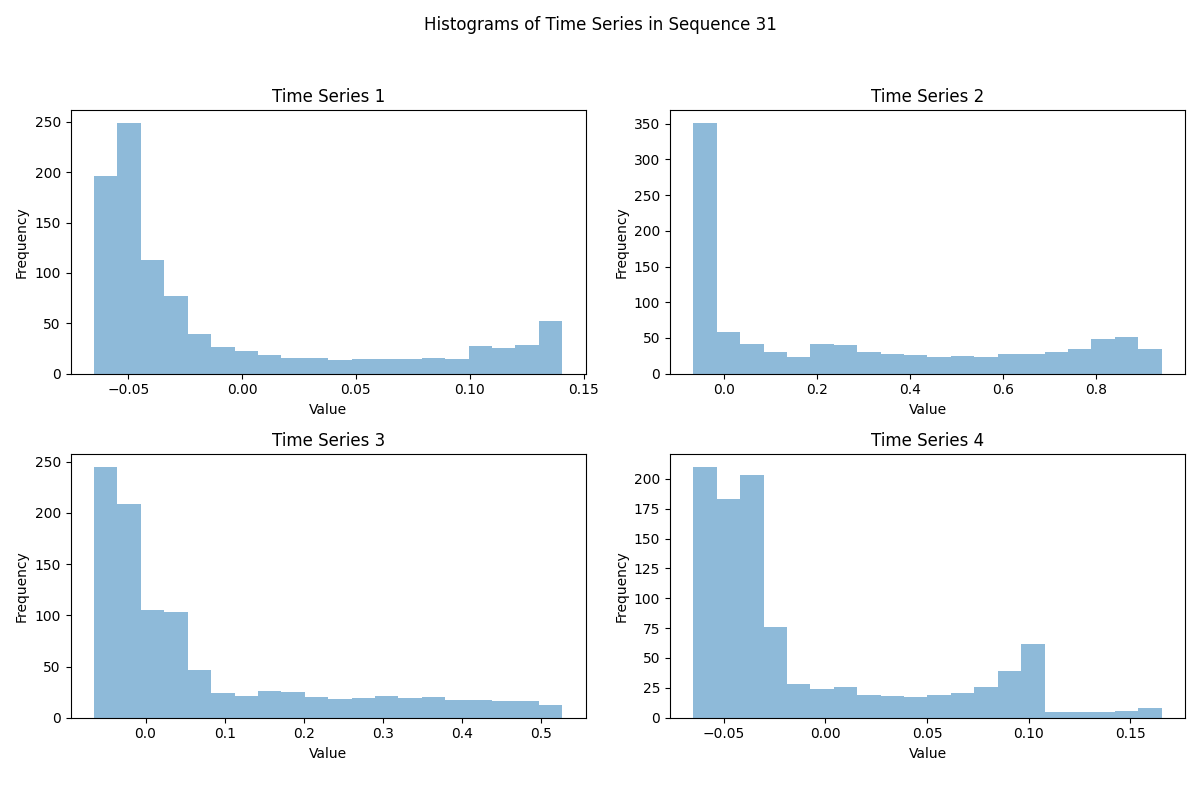 Histograms of Time Series in Sequence 31
Time Series 1
250
200
150
100
50
0
Frequency
−0.05 0.00 0.05 0.10 0.15
Value
Time Series 2
350
300
250
200
150
100
50
0
Frequency
0.0 0.2 0.4 0.6 0.8
Value
Time Series 3
250
200
150
100
50
0
Frequency
0.0 0.1 0.2 0.3 0.4 0.5
Value
Time Series 4
200
175
150
125
100
75
50
25
0
Frequency
−0.05 0.00 0.05 0.10 0.15
Value